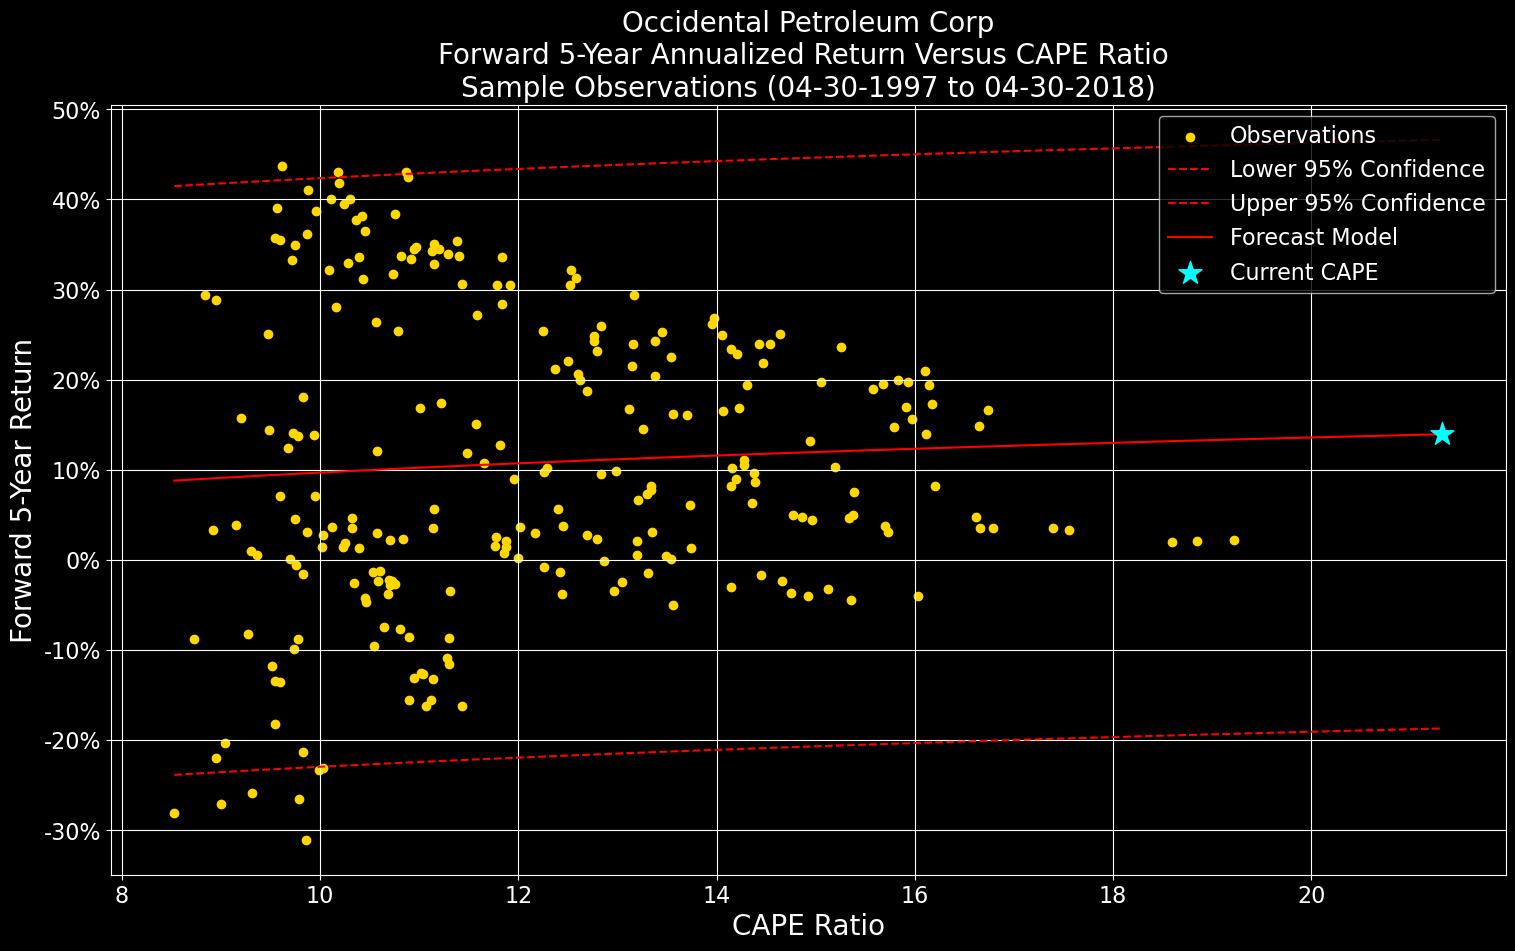 Occidental Petroleum Corp
Forward 5-Year Annualized Return Versus CAPE Ratio
Sample Observations (04-30-1997 to 04-30-2018)
Observations
Lower 95% Confidence
Upper 95% Confidence
Forecast Model
Current CAPE
Forward 5-Year Return
50%
40%
30%
20%
10%
0%
-10%
-20%
-30%
8 10 12 14 16 18 20
CAPE Ratio